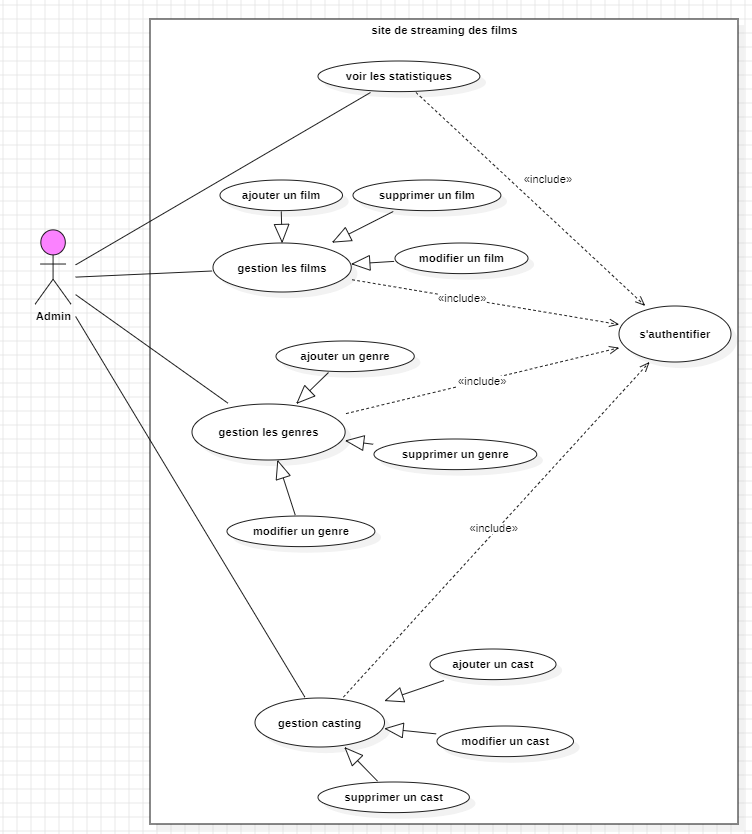 site de streaming des films
voir les statistiques
«include»
ajouter un film
supprimer un film
gestion les films
modifier un film
«include»
Admin
s'authentifier
ajouter un genre
«include»
gestion les genres
supprimer un genre
modifier un genre
«include»
ajouter un cast
gestion casting
modifier un cast
supprimer un cast